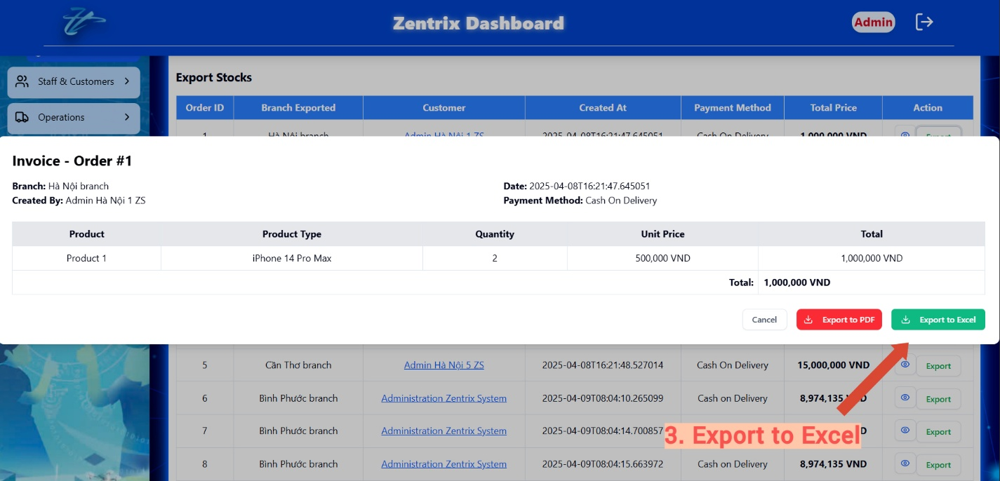 Zentrix Dashboard
Admin
Staff & Customers
Operations
Export Stocks
Order ID Branch Exported Customer Created At Payment Method Total Price Action
1 Hà Nội branch Admin Hà Nội 1 ZS 2025-04-08T16:21:47.645051 Cash On Delivery 1,000,000 VND Export
Invoice - Order #1
Branch: Hà Nội branch Date: 2025-04-08T16:21:47.645051
Created By: Admin Hà Nội 1 ZS Payment Method: Cash On Delivery
Product Product Type Quantity Unit Price Total
Product 1 iPhone 14 Pro Max 2 500,000 VND 1,000,000 VND
Total: 1,000,000 VND
Cancel Export to PDF Export to Excel
5 Cần Thơ branch Admin Hà Nội 5 ZS 2025-04-08T16:21:48.527014 Cash On Delivery 15,000,000 VND Export
6 Bình Phước branch Administration Zentrix System 2025-04-09T08:04:10.265099 Cash on Delivery 8,974,135 D Export
7 Bình Phước branch Administration Zentrix System 2025-04-09T08:04:14.700857 D Export
3. Export to Excel
8 Bình Phước branch Administration Zentrix System 2025-04-09T08:04:15.663972 Cash on Delivery 8,974,135 VND Export